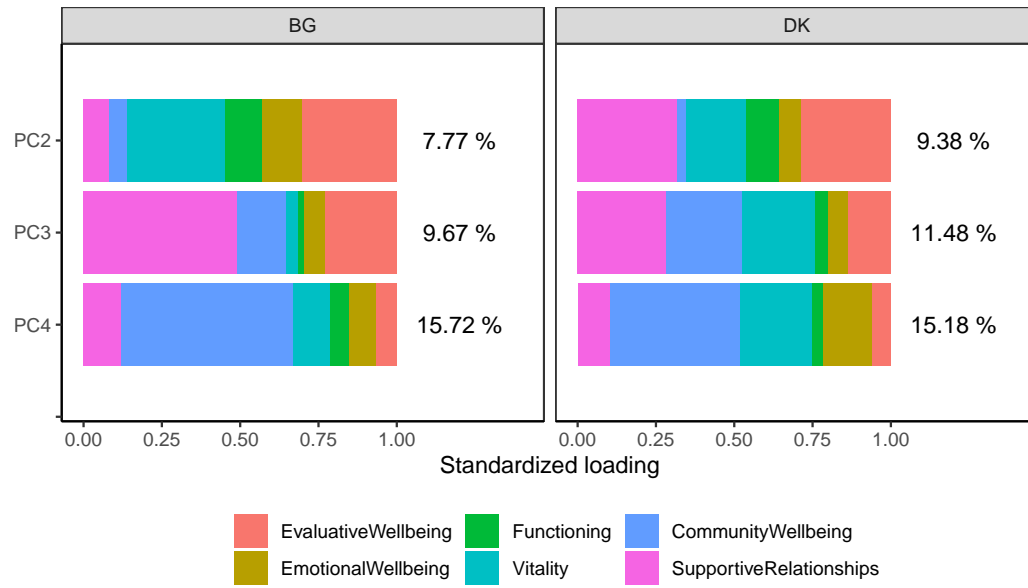 BG DK
PC2 7.77 % 9.38 %
PC3 9.67 % 11.48 %
PC4 15.72 % 15.18 %
0.00 0.25 0.50 0.75 1.00 0.00 0.25 0.50 0.75 1.00
Standardized loading
EvaluativeWellbeing Functioning CommunityWellbeing
EmotionalWellbeing Vitality SupportiveRelationships